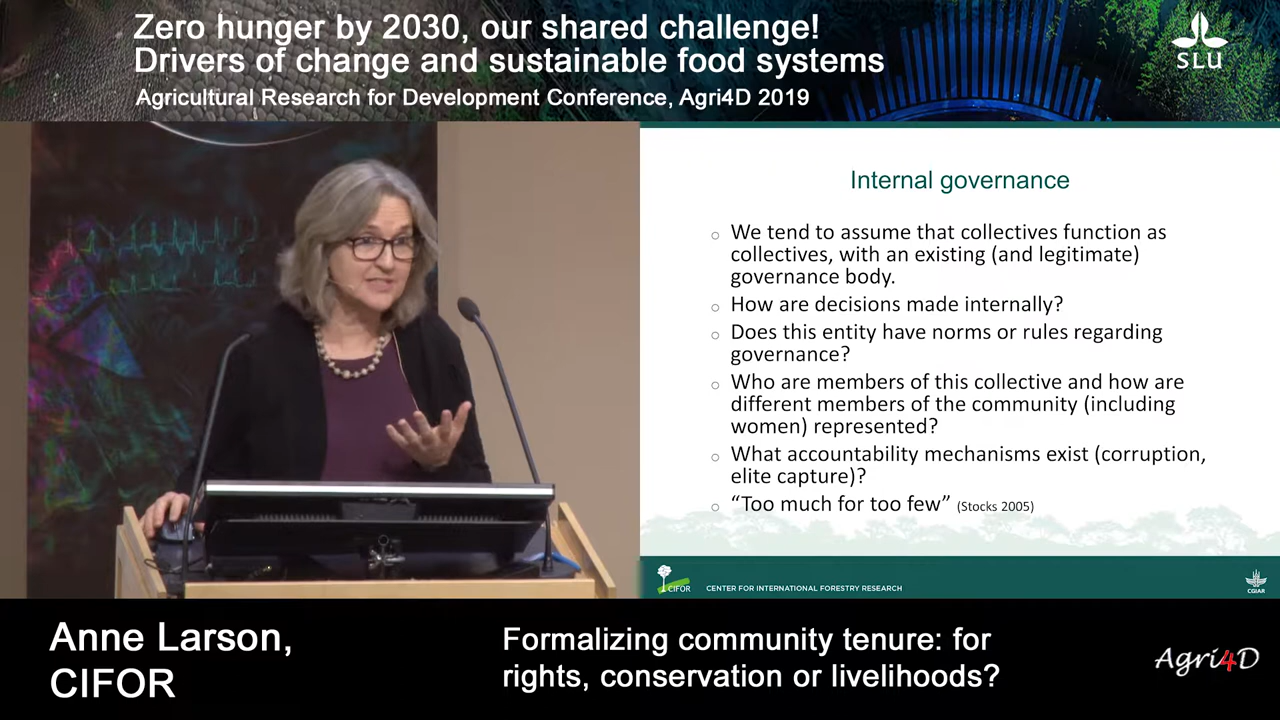 Zero hunger by 2030, our shared challenge!
Drivers of change and sustainable food systems
Agricultural Research for Development Conference, Agri4D 2019
SLU
Internal governance
We tend to assume that collectives function as
collectives, with an existing (and legitimate)
governance body.
How are decisions made internally?
Does this entity have norms or rules regarding
governance?
Who are members of this collective and how are
different members of the community (including
women) represented?
What accountability mechanisms exist (corruption,
elite capture)?
“Too much for too few” (Stocks 2005)
CIFOR
CENTER FOR INTERNATIONAL FORESTRY RESEARCH
CGIAR
Anne Larson,
CIFOR
Formalizing community tenure: for
rights, conservation or livelihoods?
Agri4D